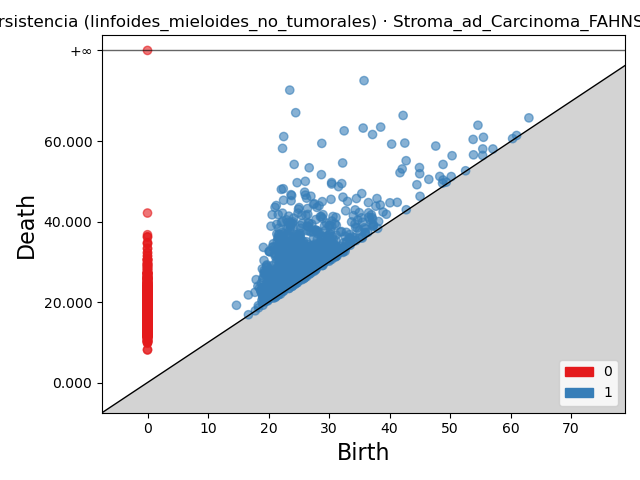 rsistencia (linfoides_mieloides_no_tumorales) · Stroma_ad_Carcinoma_FAHNS
+∞
60.000
40.000
20.000
0.000
Death
0 10 20 30 40 50 60 70
Birth
0
1